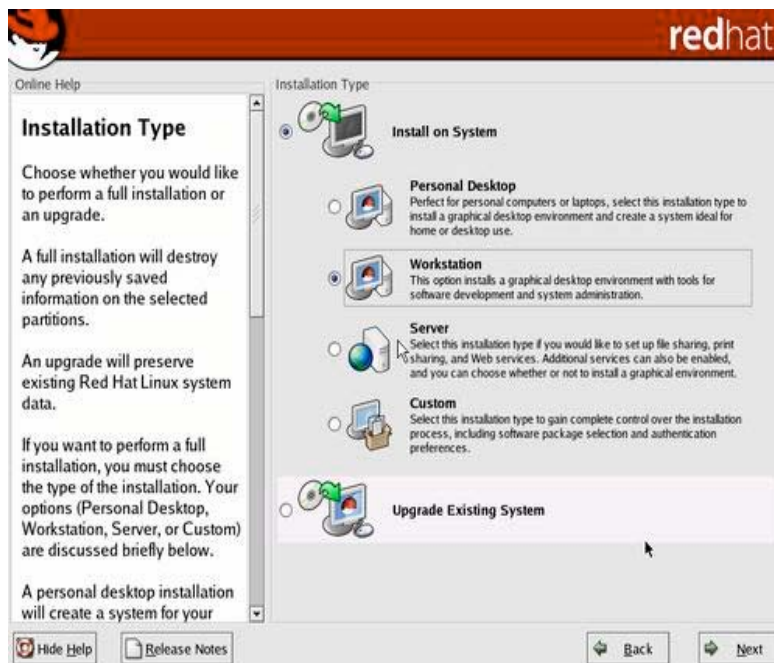 redhat
Online Help
Installation Type
Choose whether you would like
to perform a full installation or
an upgrade.
A full installation will destroy
any previously saved
information on the selected
partitions.
An upgrade will preserve
existing Red Hat Linux system
data.
If you want to perform a full
installation, you must choose
the type of the installation. Your
options (Personal Desktop,
Workstation, Server, or Custom)
are discussed briefly below.
A personal desktop installation
will create a system for your
Installation Type
Install on System
Personal Desktop
Perfect for personal computers or laptops, select this installation type to
install a graphical desktop environment and create a system ideal for
home or desktop use.
Workstation
This option installs a graphical desktop environment with tools for
software development and system administration.
Server
Select this installation type if you would like to set up file sharing, print
sharing, and Web services. Additional services can also be enabled,
and you can choose whether or not to install a graphical environment.
Custom
Select this installation type to gain complete control over the installation
process, including software package selection and authentication
preferences.
Upgrade Existing System
Hide Help
Release Notes
Back
Next